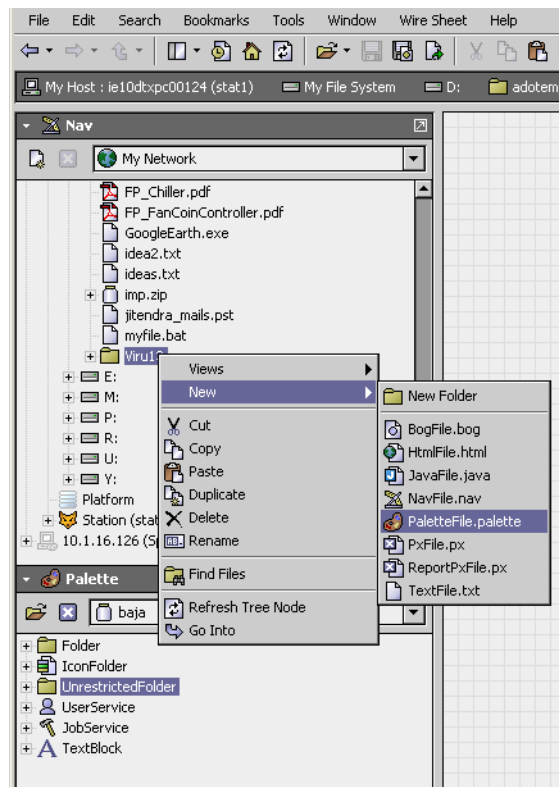 File Edit Search Bookmarks Tools Window Wire Sheet Help
My Host : ie10dtxpc00124 (stat1) My File System D: adotem
Nav
My Network
FP_Chiller.pdf
FP_FanCoinController.pdf
GoogleEarth.exe
idea2.txt
ideas.txt
imp.zip
jitendra_mails.pst
myfile.bat
E:
M:
P:
R:
U:
Y:
Platform
Station (stat
10.1.16.126 (S
Views
New
Cut
Copy
Paste
Duplicate
Delete
Rename
Find Files
Refresh Tree Node
Go Into
New Folder
BogFile.bog
HtmlFile.html
JavaFile.java
NavFile.nav
PaletteFile.palette
PxFile.px
ReportPxFile.px
TextFile.txt
Palette
baja
Folder
IconFolder
UnrestrictedFolder
UserService
JobService
TextBlock